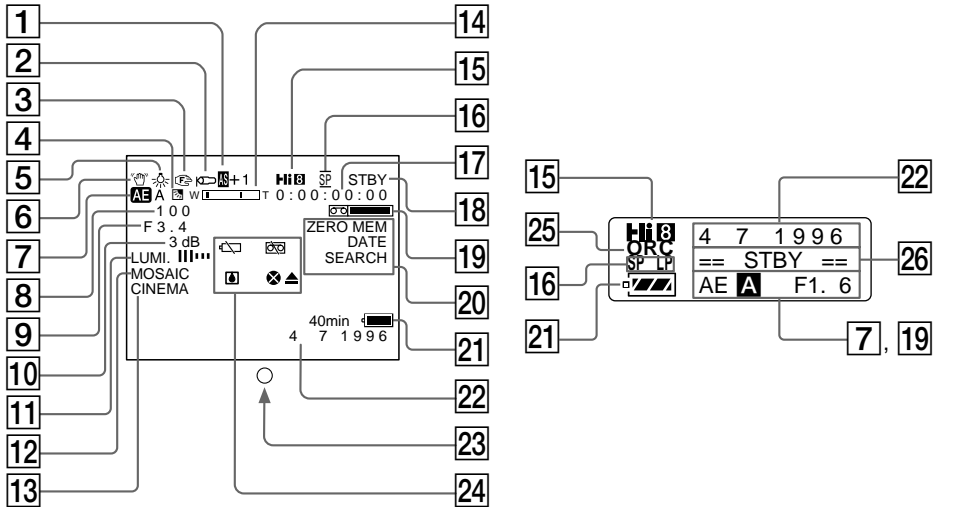 1
2
3
4
5
6
7
8
9
10
11
12
13
14
15
16
17
18
19
20
21
22
23
24
AS+1 Hi8 SP STBY
AE A W T 0:00:00:00
100
F3.4
3 dB
LUMI.
MOSAIC
CINEMA
ZERO MEM
DATE
SEARCH
40min
4 7 1996
15
25
16
21
22
26
7, 19
Hi8
ORC
SP LP
4 7 1996
== STBY ==
AE A F1. 6